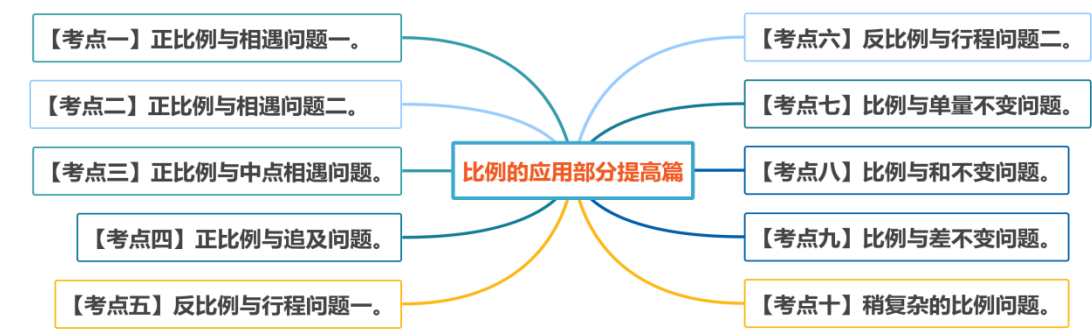 【考点一】正比例与相遇问题一。
【考点二】正比例与相遇问题二。
【考点三】正比例与中点相遇问题。
【考点四】正比例与追及问题。
【考点五】反比例与行程问题一。
比例的应用部分提高篇
【考点六】反比例与行程问题二。
【考点七】比例与单量不变问题。
【考点八】比例与和不变问题。
【考点九】比例与差不变问题。
【考点十】稍复杂的比例问题。